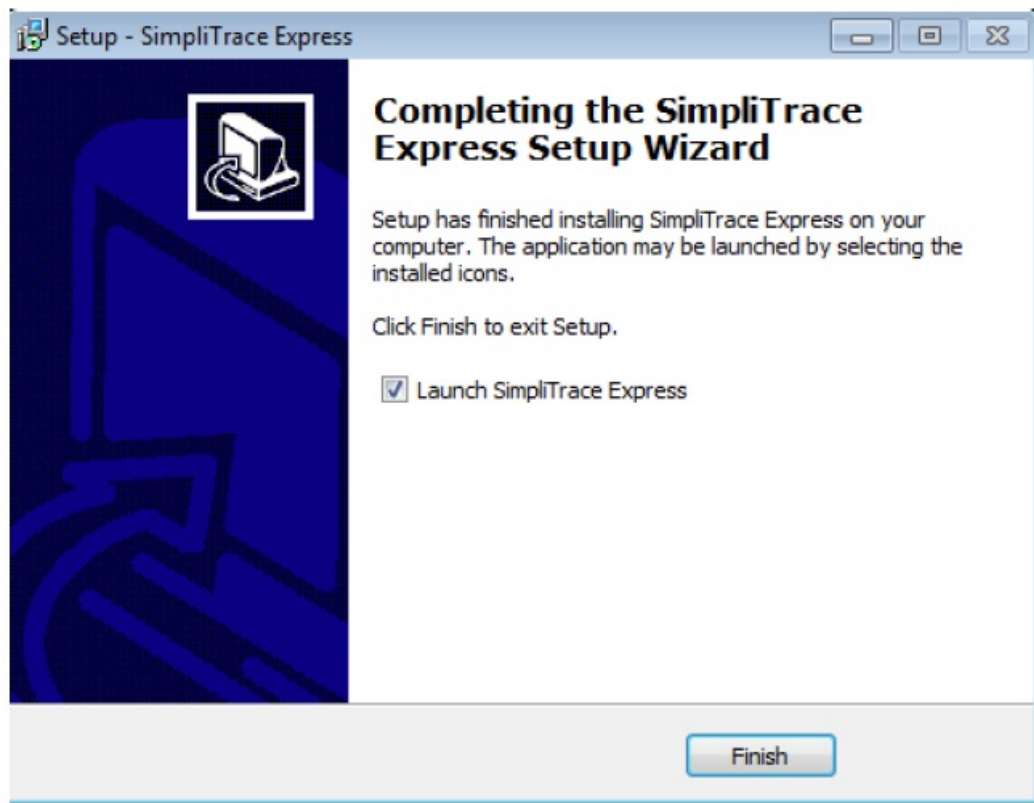 Setup - SimpliTrace Express
Completing the SimpliTrace
Express Setup Wizard
Setup has finished installing SimpliTrace Express on your
computer. The application may be launched by selecting the
installed icons.
Click Finish to exit Setup.
Launch SimpliTrace Express
Finish